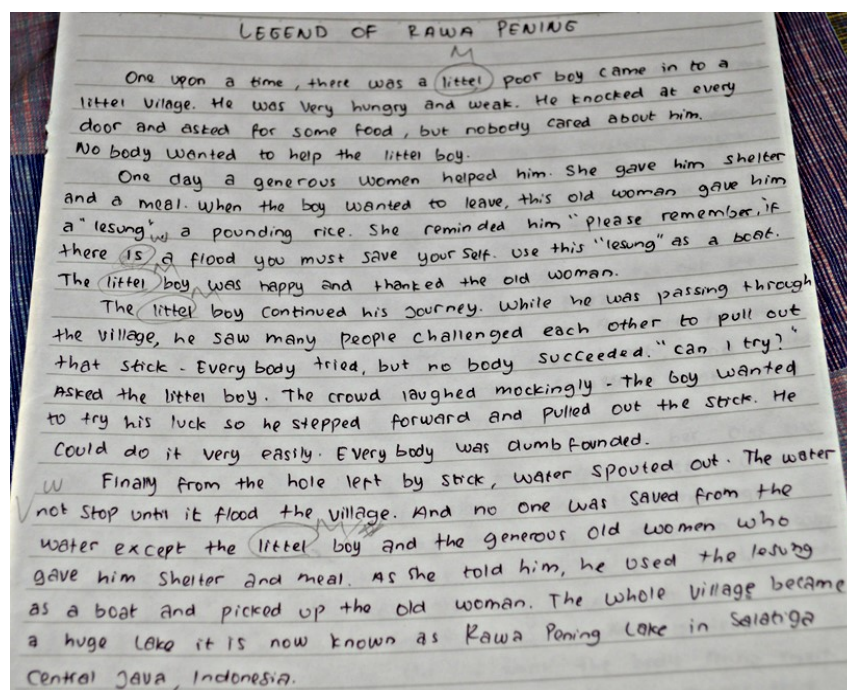 LEGEND OF RAWA PENING
M
One upon a time, there was a littel poor boy came in to a
littel vilage. He was very hungry and weak. He knocked at every
door and asked for some food, but nobody cared about him.
No body wanted to help the littel boy.
One day a generous women helped him. She gave him shelter
and a meal. When the boy wanted to leave, this old woman gave him
a "lesung" w a pounding rice. She reminded him "please remember, if
there is a flood you must save your self. Use this "lesung" as a boat.
The littel boy was happy and thanked the old woman.
The littel boy continued his journey. While he was passing through
the village, he saw many people challenged each other to pull out
that stick - Every body tried, but no body succeeded. "can I try?"
Asked the littel boy. The crowd laughed mockingly - the boy wanted
to try his luck so he stepped forward and pulled out the stick. He
could do it very easily. Every body was dumb founded.
W Finally from the hole left by stick, water spouted out. The water
not stop until it flood the village. And no one was saved from the
water except the littel boy and the generous old women who
gave him shelter and meal. As she told him, he used the lesung
as a boat and picked up the old woman. The whole village became
a huge lake it is now known as Rawa Pening Lake in Salatiga
Central Java, Indonesia.